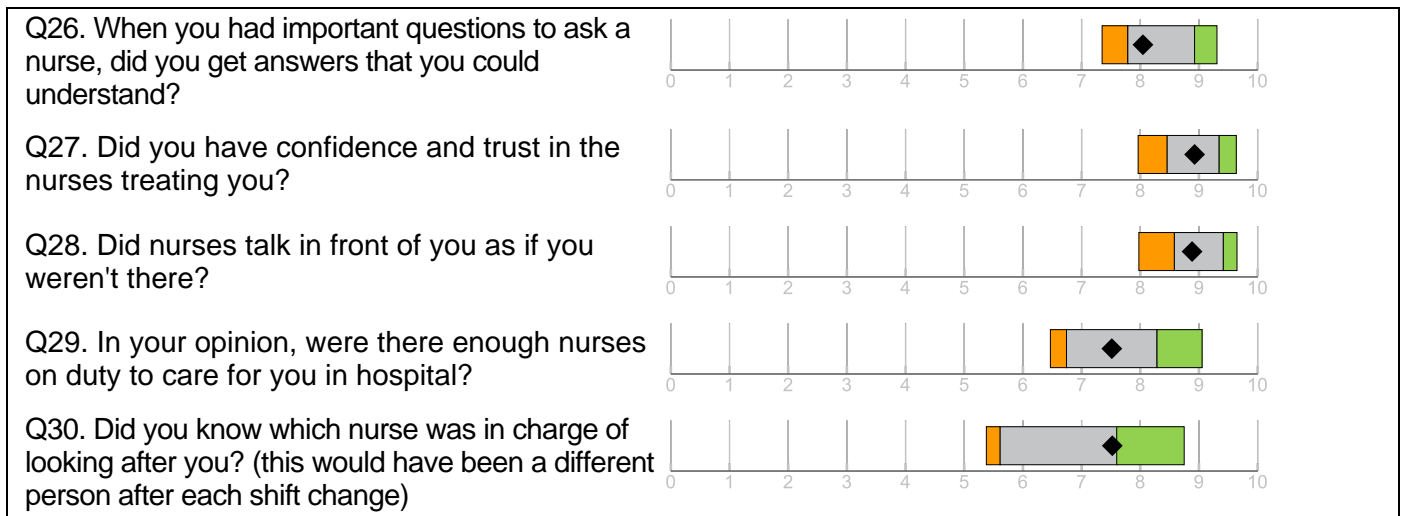 Q26. When you had important questions to ask a
nurse, did you get answers that you could
understand?
0 1 2 3 4 5 6 7 8 9 10
Q27. Did you have confidence and trust in the
nurses treating you?
0 1 2 3 4 5 6 7 8 9 10
Q28. Did nurses talk in front of you as if you
weren't there?
0 1 2 3 4 5 6 7 8 9 10
Q29. In your opinion, were there enough nurses
on duty to care for you in hospital?
0 1 2 3 4 5 6 7 8 9 10
Q30. Did you know which nurse was in charge of
looking after you? (this would have been a different
person after each shift change)
0 1 2 3 4 5 6 7 8 9 10